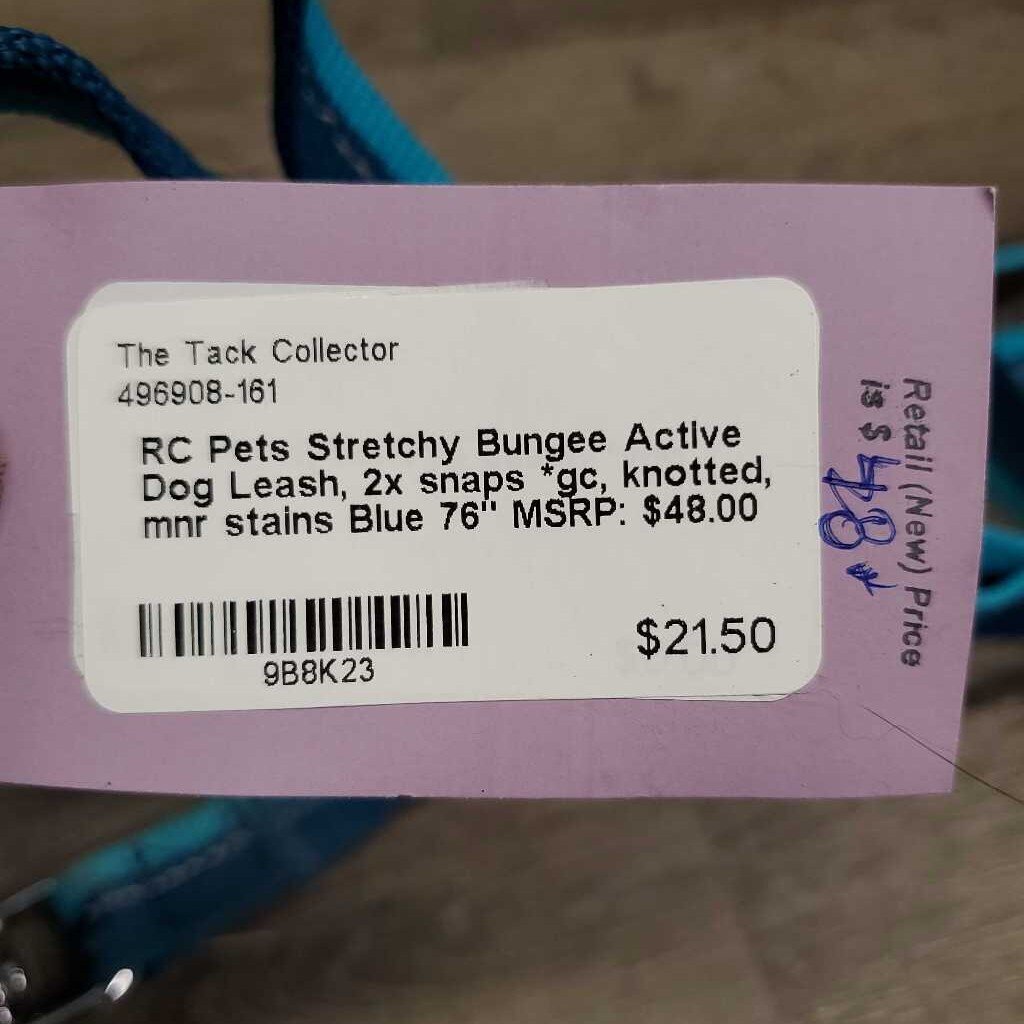 The Tack Collector
496908-161
RC Pets Stretchy Bungee Active
Dog Leash, 2x snaps *gc, knotted,
mnr stains Blue 76" MSRP: $48.00
9B8K23
$21.50
Retail (New) Price
is $ 48